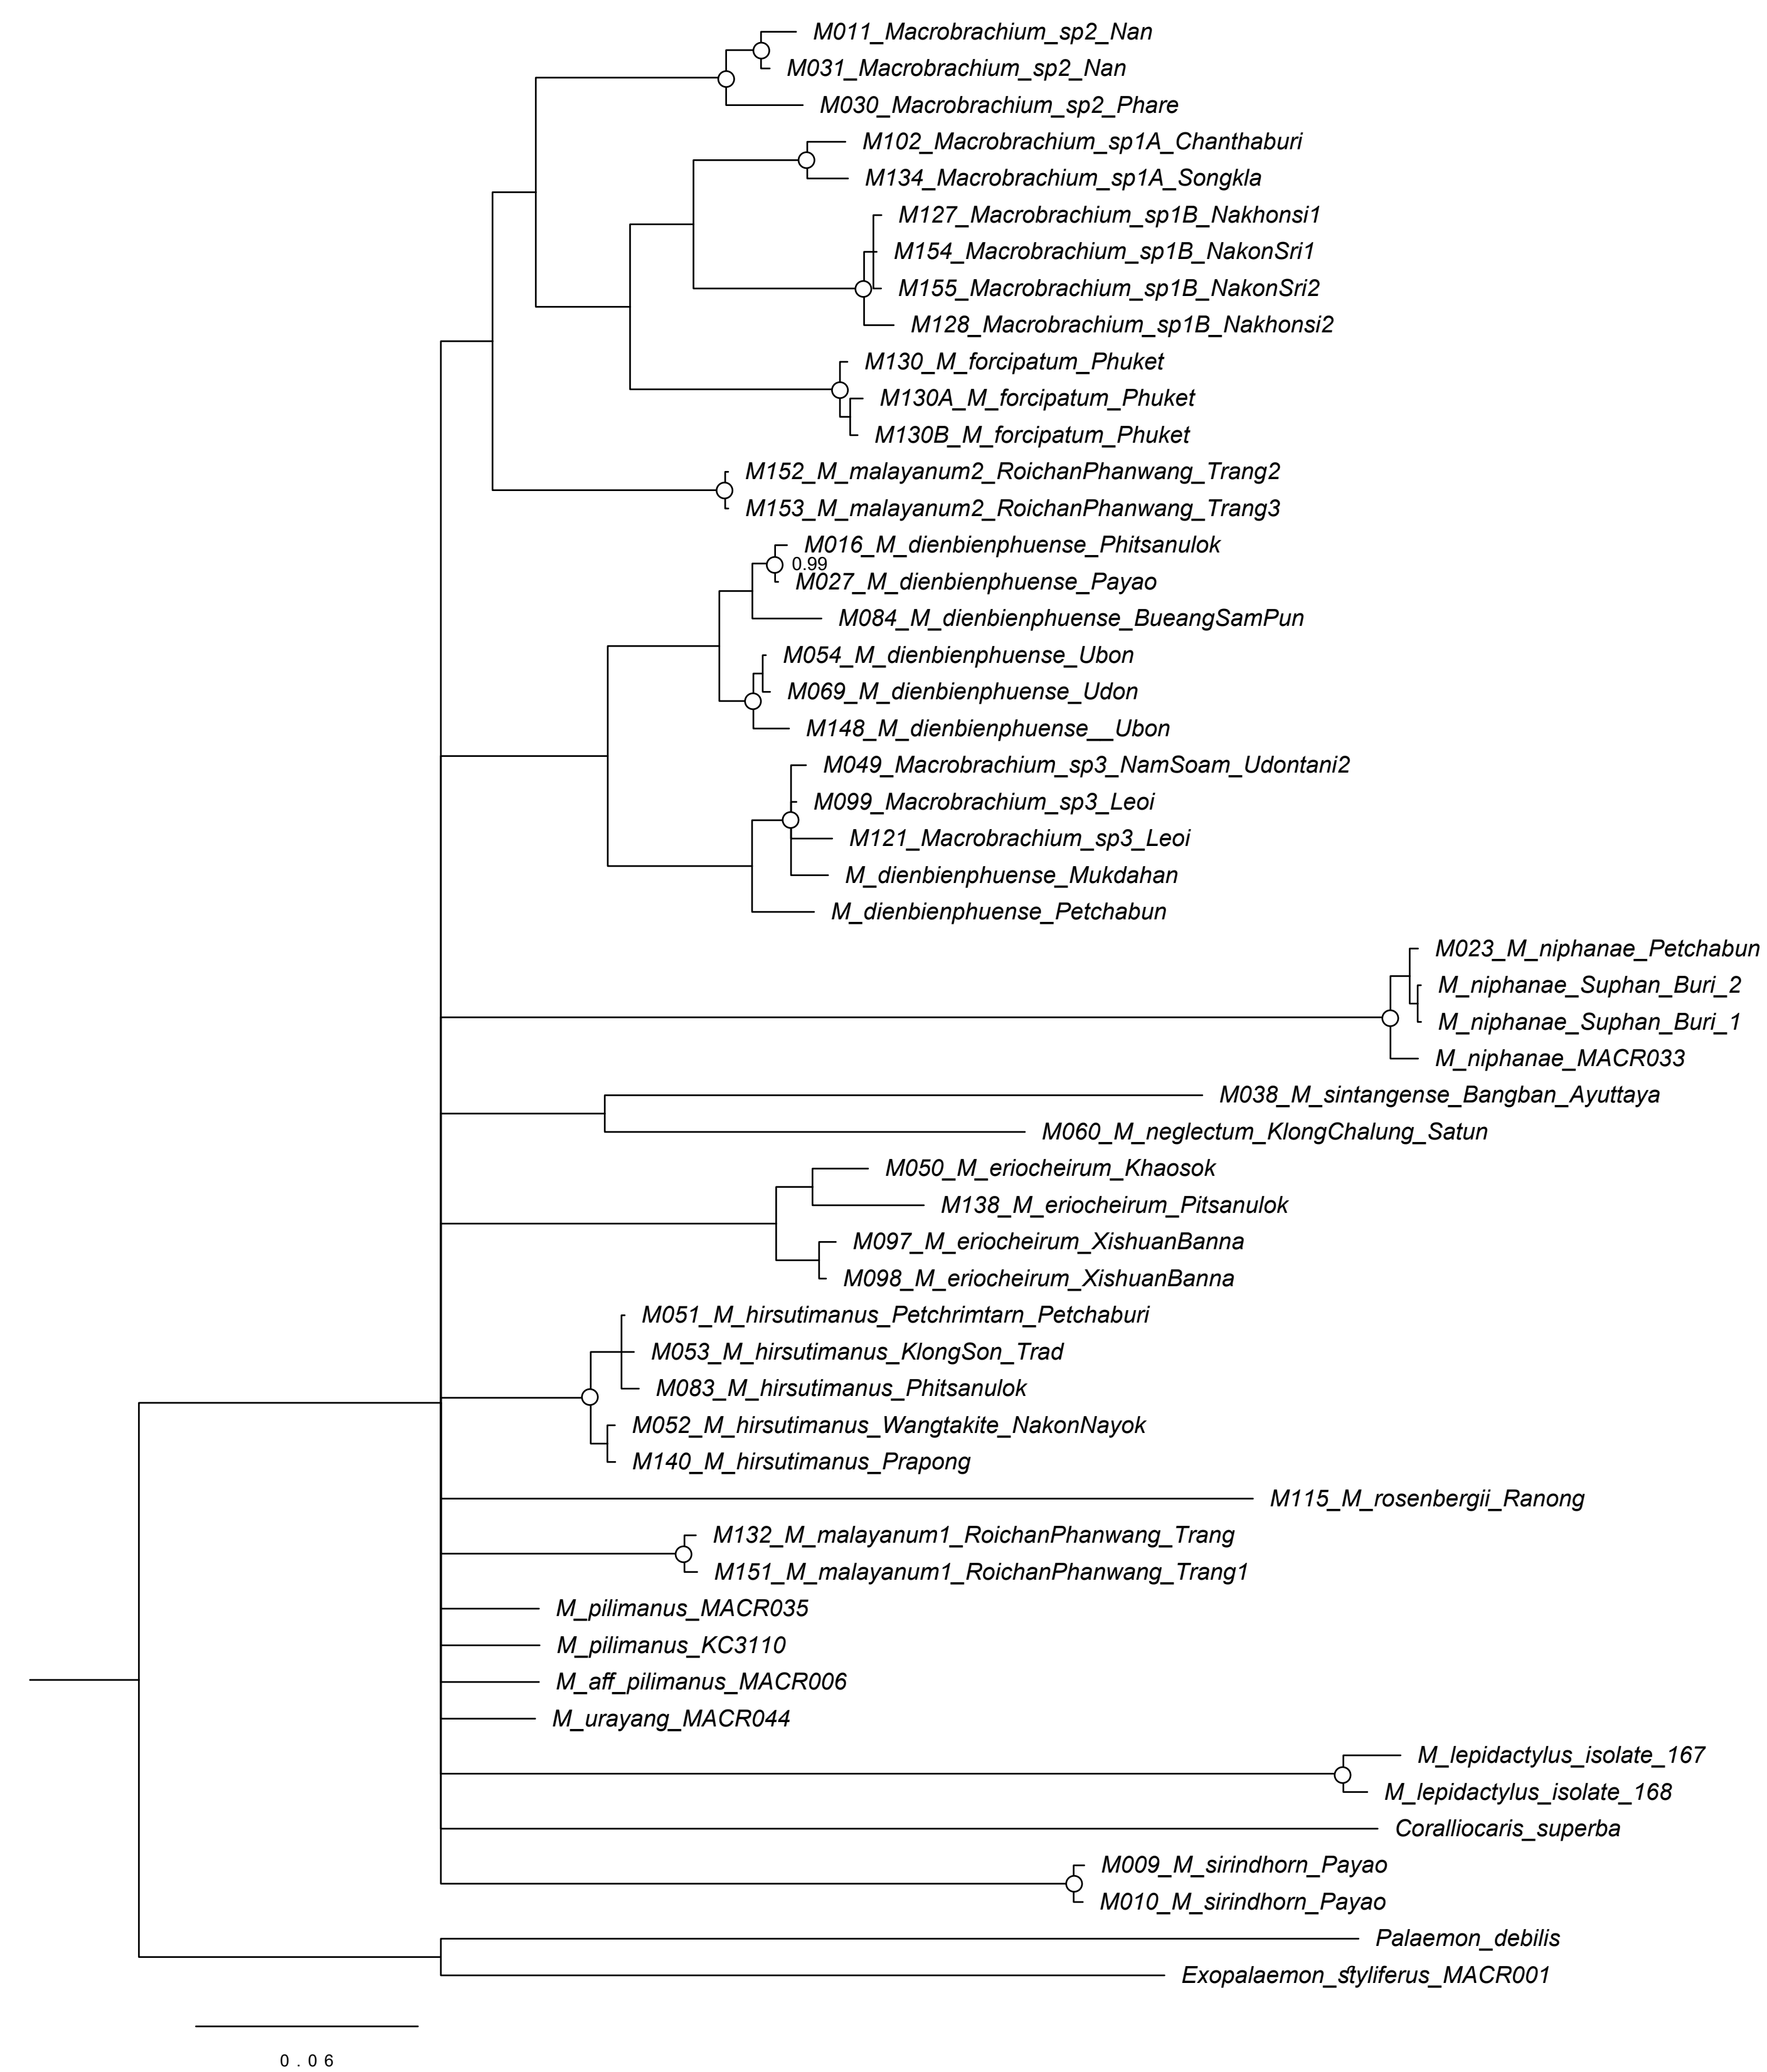 M011_Macrobrachium_sp2_Nan
M031_Macrobrachium_sp2_Nan
M030_Macrobrachium_sp2_Phare
M102_Macrobrachium_sp1A_Chanthaburi
M134_Macrobrachium_sp1A_Songkla
M127_Macrobrachium_sp1B_Nakhonsi1
M154_Macrobrachium_sp1B_NakonSri1
M155_Macrobrachium_sp1B_NakonSri2
M128_Macrobrachium_sp1B_Nakhonsi2
M130_M_forcipatum_Phuket
M130A_M_forcipatum_Phuket
M130B_M_forcipatum_Phuket
M152_M_malayanum2_RoichanPhanwang_Trang2
M153_M_malayanum2_RoichanPhanwang_Trang3
M016_M_dienbienphuense_Phitsanulok
0.99
M027_M_dienbienphuense_Payao
M084_M_dienbienphuense_BueangSamPun
M054_M_dienbienphuense_Ubon
M069_M_dienbienphuense_Udon
M148_M_dienbienphuense__Ubon
M049_Macrobrachium_sp3_NamSoam_Udontani2
M099_Macrobrachium_sp3_Leoi
M121_Macrobrachium_sp3_Leoi
M_dienbienphuense_Mukdahan
M_dienbienphuense_Petchabun
M023_M_niphanae_Petchabun
M_niphanae_Suphan_Buri_2
M_niphanae_Suphan_Buri_1
M_niphanae_MACR033
M038_M_sintangense_Bangban_Ayuttaya
M060_M_neglectum_KlongChalung_Satun
M050_M_eriocheirum_Khaosok
M138_M_eriocheirum_Pitsanulok
M097_M_eriocheirum_XishuanBanna
M098_M_eriocheirum_XishuanBanna
M051_M_hirsutimanus_Petchrimtarn_Petchaburi
M053_M_hirsutimanus_KlongSon_Trad
M083_M_hirsutimanus_Phitsanulok
M052_M_hirsutimanus_Wangtakite_NakonNayok
M140_M_hirsutimanus_Prapong
M115_M_rosenbergii_Ranong
M132_M_malayanum1_RoichanPhanwang_Trang
M151_M_malayanum1_RoichanPhanwang_Trang1
M_pilimanus_MACR035
M_pilimanus_KC3110
M_aff_pilimanus_MACR006
M_urayang_MACR044
M_lepidactylus_isolate_167
M_lepidactylus_isolate_168
Coralliocaris_superba
M009_M_sirindhorn_Payao
M010_M_sirindhorn_Payao
Palaemon_debilis
Exopalaemon_styliferus_MACR001
0.06